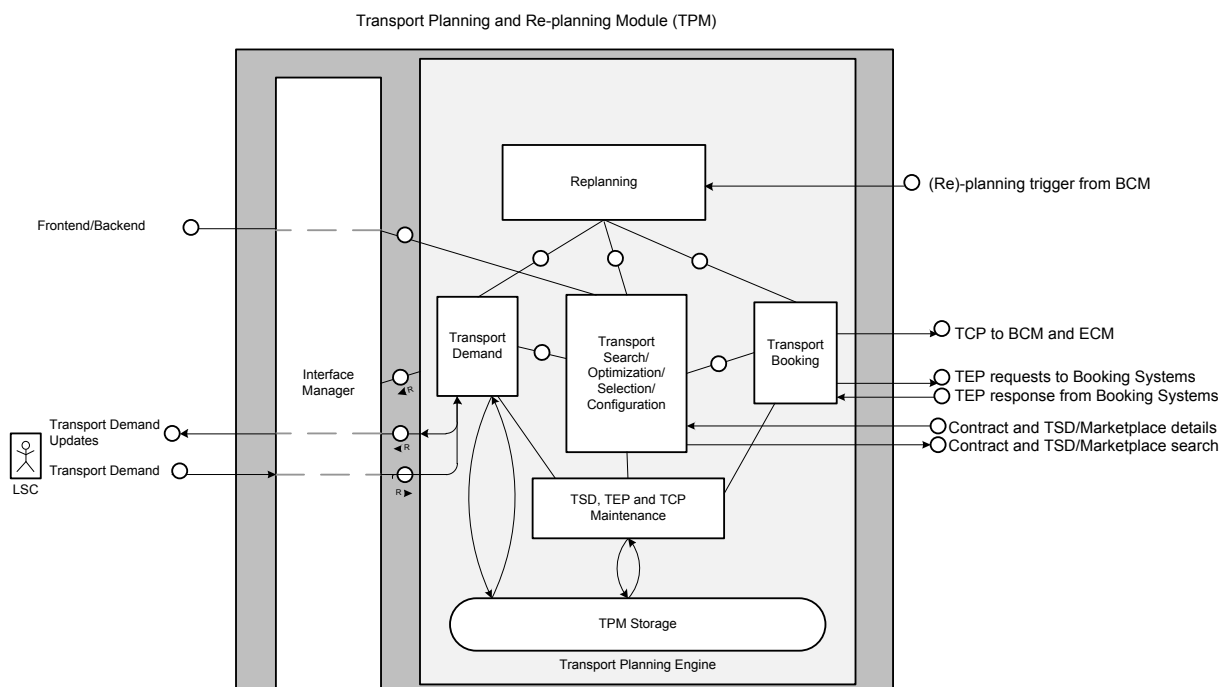 Transport Planning and Re-planning Module (TPM)
Replanning
(Re)-planning trigger from BCM
Frontend/Backend
Transport
Demand
Transport
Search/
Optimization/
Selection/
Configuration
Transport
Booking
TCP to BCM and ECM
Interface
Manager
R
TEP requests to Booking Systems
TEP response from Booking Systems
Transport Demand
Updates
R
Contract and TSD/Marketplace details
Contract and TSD/Marketplace search
Transport Demand
LSC
R
TSD, TEP and TCP
Maintenance
TPM Storage
Transport Planning Engine